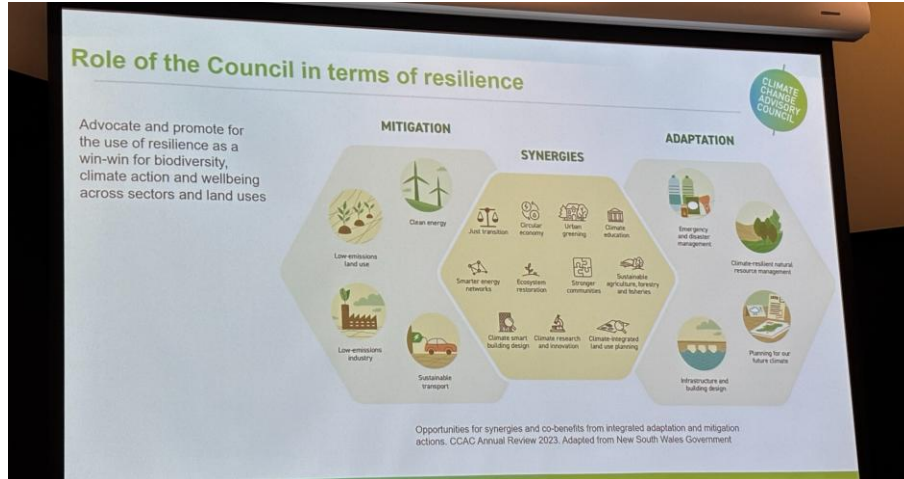 Role of the Council in terms of resilience
CLIMATE
CHANGE
ADVISORY
COUNCIL
Advocate and promote for
the use of resilience as a
win-win for biodiversity,
climate action and wellbeing
across sectors and land uses
MITIGATION
Clean energy
Low-emissions
land use
Low-emissions
industry
Sustainable
transport
SYNERGIES
Just transition
Circular
economy
Urban
greening
Climate
education
Smarter energy
networks
Ecosystem
restoration
Stronger
communities
Sustainable
agriculture, forestry
and fisheries
Climate smart
building design
Climate research
and innovation
Climate-integrated
land use planning
ADAPTATION
Emergency
and disaster
management
Climate-resilient natural
resource management
Infrastructure and
building design
Planning for our
future climate
Opportunities for synergies and co-benefits from integrated adaptation and mitigation
actions. CCAC Annual Review 2023. Adapted from New South Wales Government